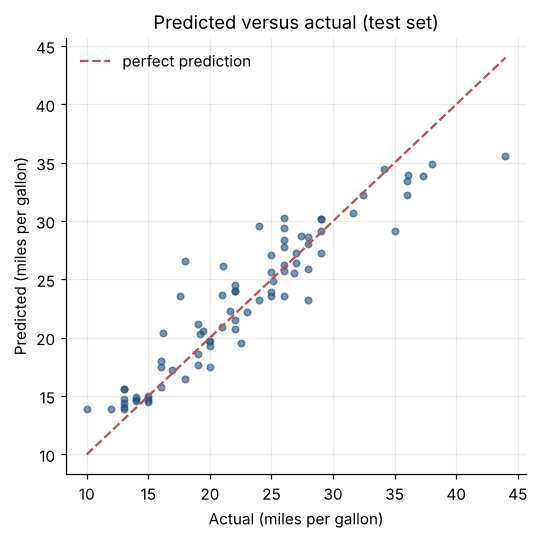 Predicted versus actual (test set)
perfect prediction
45
40
35
30
25
20
15
10
Predicted (miles per gallon)
10 15 20 25 30 35 40 45
Actual (miles per gallon)